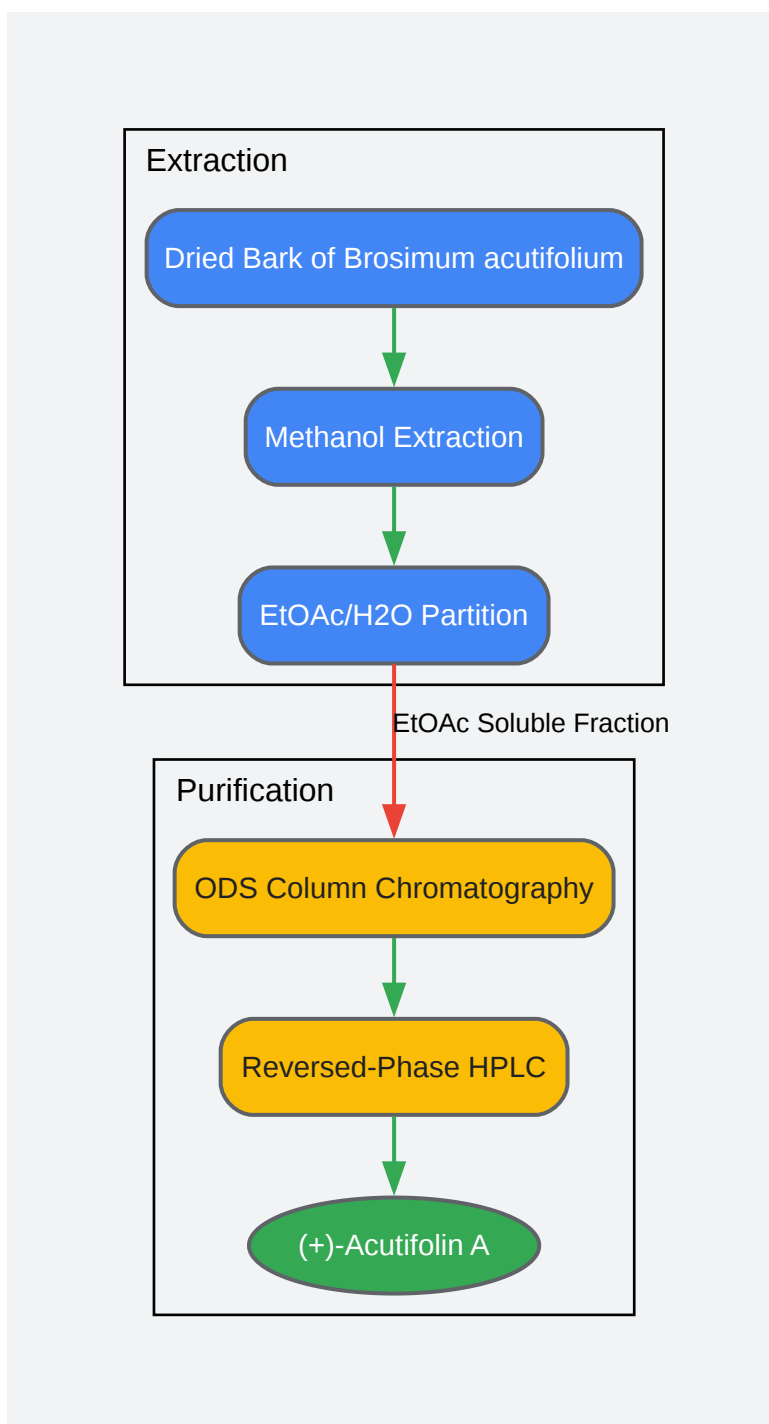 Extraction
Dried Bark of Brosimum acutifolium
Methanol Extraction
EtOAc/H2O Partition
EtOAc Soluble Fraction
Purification
ODS Column Chromatography
Reversed-Phase HPLC
(+)-Acutifolin A